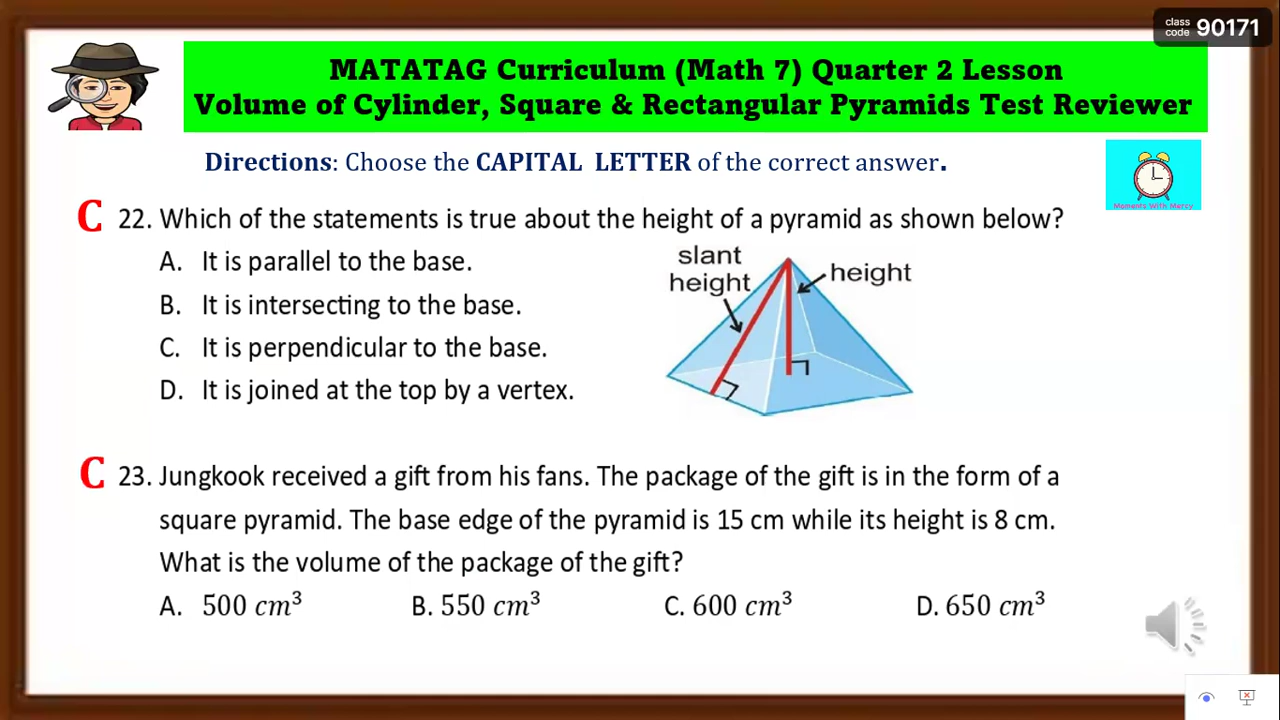 class code 90171
MATATAG Curriculum (Math 7) Quarter 2 Lesson
Volume of Cylinder, Square & Rectangular Pyramids Test Reviewer
Directions: Choose the CAPITAL LETTER of the correct answer.
Moments With Mercy
C 22. Which of the statements is true about the height of a pyramid as shown below?
A. It is parallel to the base.
B. It is intersecting to the base.
C. It is perpendicular to the base.
D. It is joined at the top by a vertex.
slant
height
height
C 23. Jungkook received a gift from his fans. The package of the gift is in the form of a
square pyramid. The base edge of the pyramid is 15 cm while its height is 8 cm.
What is the volume of the package of the gift?
A. 500 cm³ B. 550 cm³ C. 600 cm³ D. 650 cm³